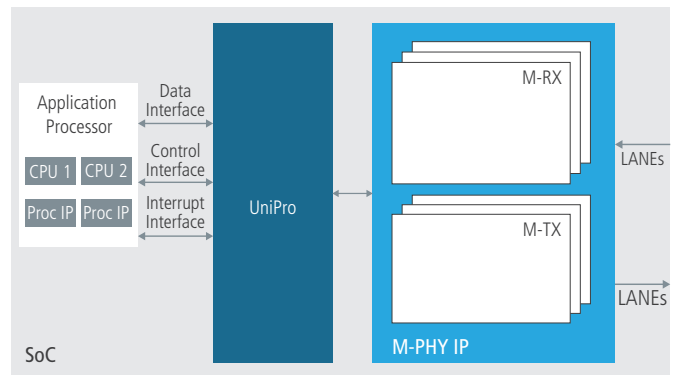 Application
Processor
CPU 1
CPU 2
Proc IP
Proc IP
Data
Interface
Control
Interface
Interrupt
Interface
UniPro
M-RX
M-TX
M-PHY IP
LANEs
LANEs
SoC